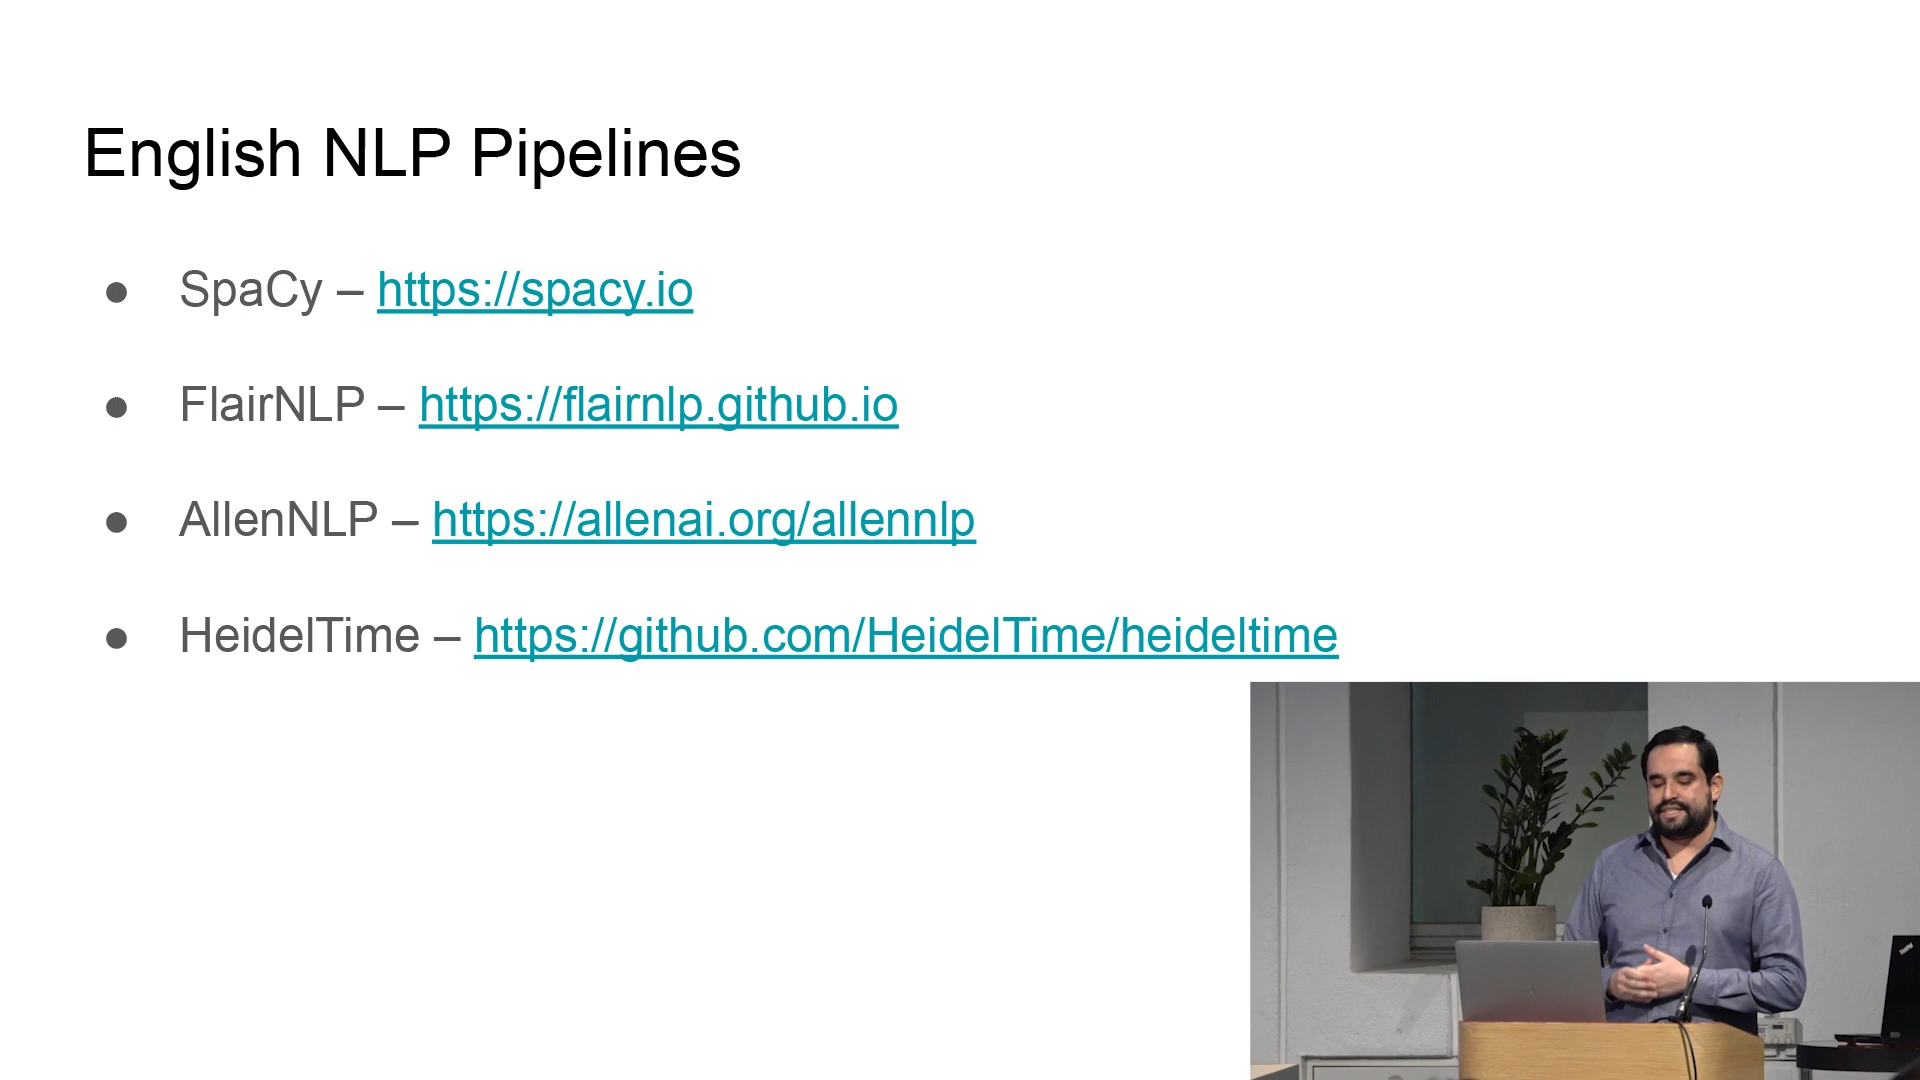 English NLP Pipelines
● SpaCy – https://spacy.io
● FlairNLP – https://flairnlp.github.io
● AllenNLP – https://allenai.org/allennlp
● HeidelTime – https://github.com/HeidelTime/heideltime